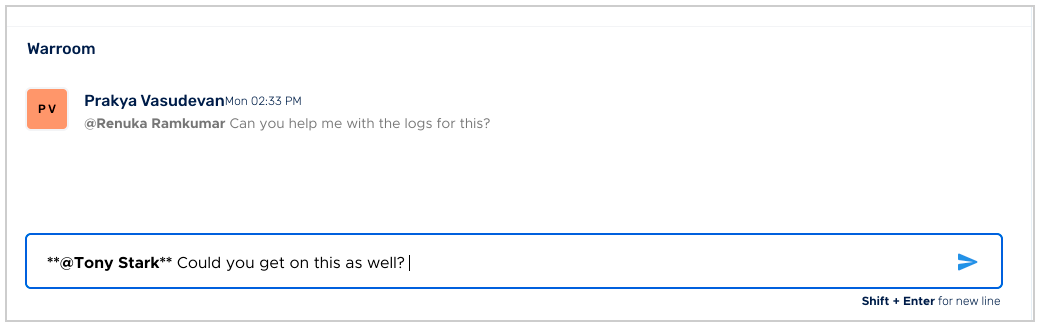 Warroom
PV
Prakya Vasudevan Mon 02:33 PM
@Renuka Ramkumar Can you help me with the logs for this?
**@Tony Stark** Could you get on this as well?
Shift + Enter for new line